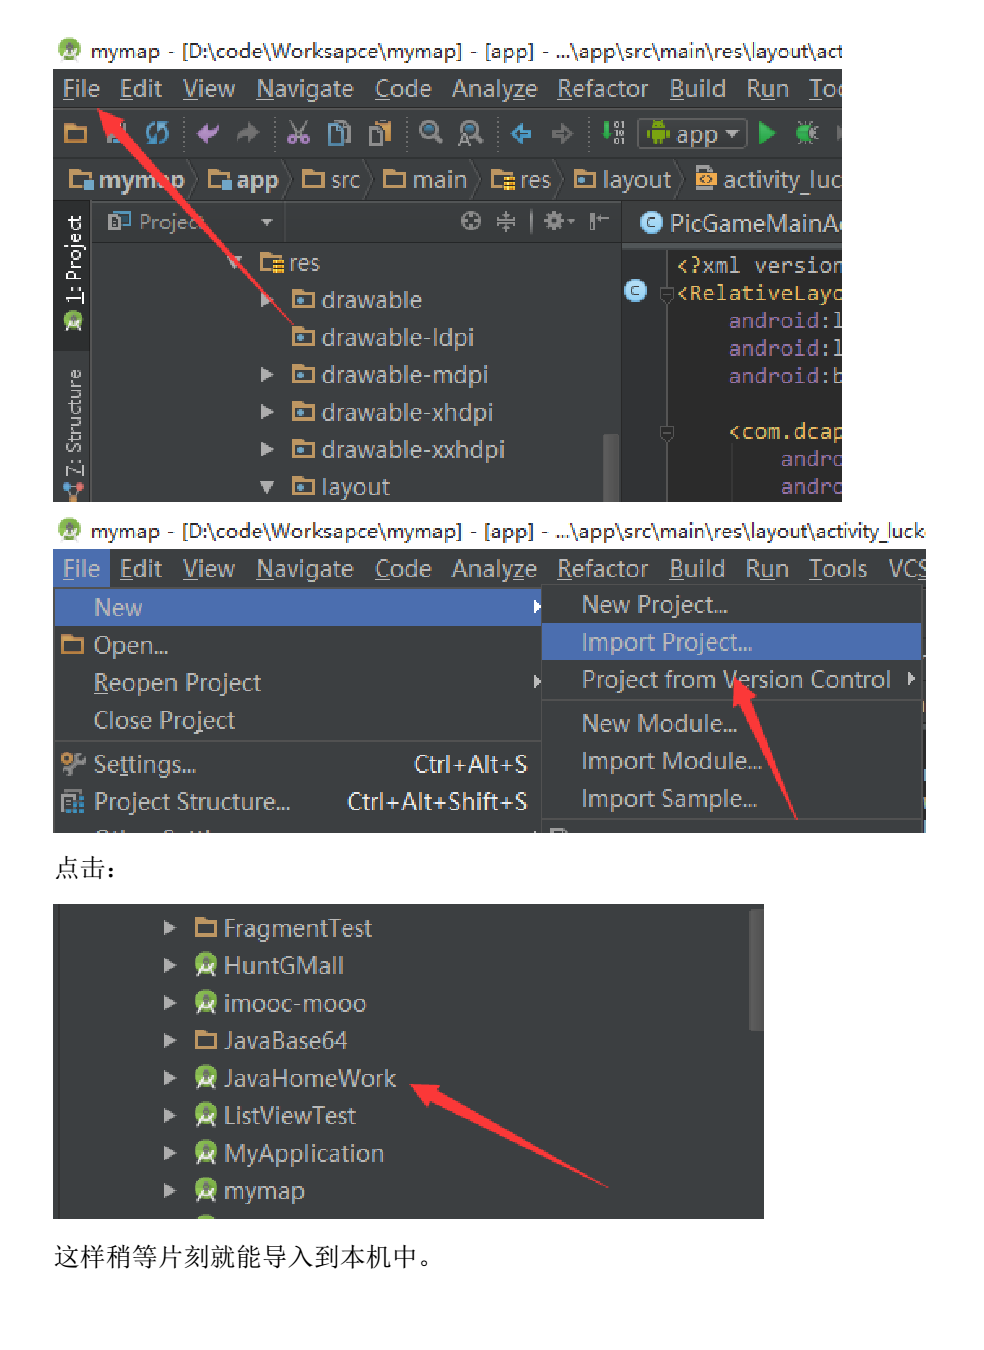 mymap - [D:\code\Worksapce\mymap] - [app] - ...\app\src\main\res\layout\act
File Edit View Navigate Code Analyze Refactor Build Run Too
app
mymap app src main res layout activity_luc
Project
PicGameMainAc
1: Project
7: Structure
res
drawable
drawable-ldpi
drawable-mdpi
drawable-xhdpi
drawable-xxhdpi
layout
<?xml version
<RelativeLayo
android:l
android:l
android:b
<com.dcap
andro
andro
mymap - [D:\code\Worksapce\mymap] - [app] - ...\app\src\main\res\layout\activity_luck
File Edit View Navigate Code Analyze Refactor Build Run Tools VCS
New
Open...
Reopen Project
Close Project
Settings... Ctrl+Alt+S
Project Structure... Ctrl+Alt+Shift+S
New Project...
Import Project...
Project from Version Control
New Module...
Import Module...
Import Sample...
点击：
FragmentTest
HuntGMall
imooc-mooo
JavaBase64
JavaHomeWork
ListViewTest
MyApplication
mymap
这样稍等片刻就能导入到本机中。